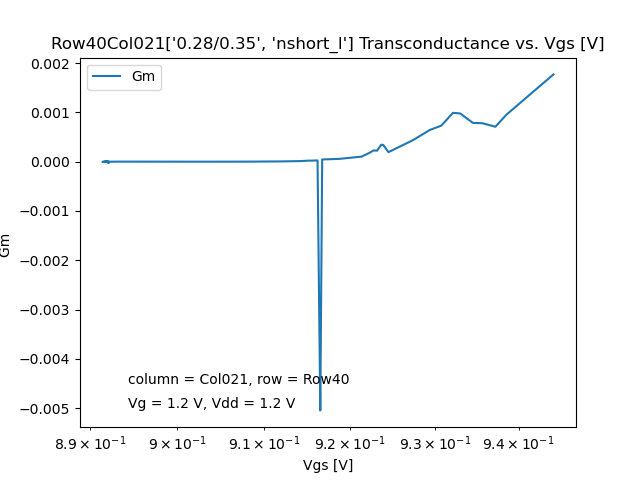 Row40Col021['0.28/0.35', 'nshort_l'] Transconductance vs. Vgs [V]
Gm
0.002
0.001
0.000
−0.001
−0.002
−0.003
−0.004
−0.005
Gm
column = Col021, row = Row40
Vg = 1.2 V, Vdd = 1.2 V
8.9 × 10⁻¹ 9 × 10⁻¹ 9.1 × 10⁻¹ 9.2 × 10⁻¹ 9.3 × 10⁻¹ 9.4 × 10⁻¹
Vgs [V]